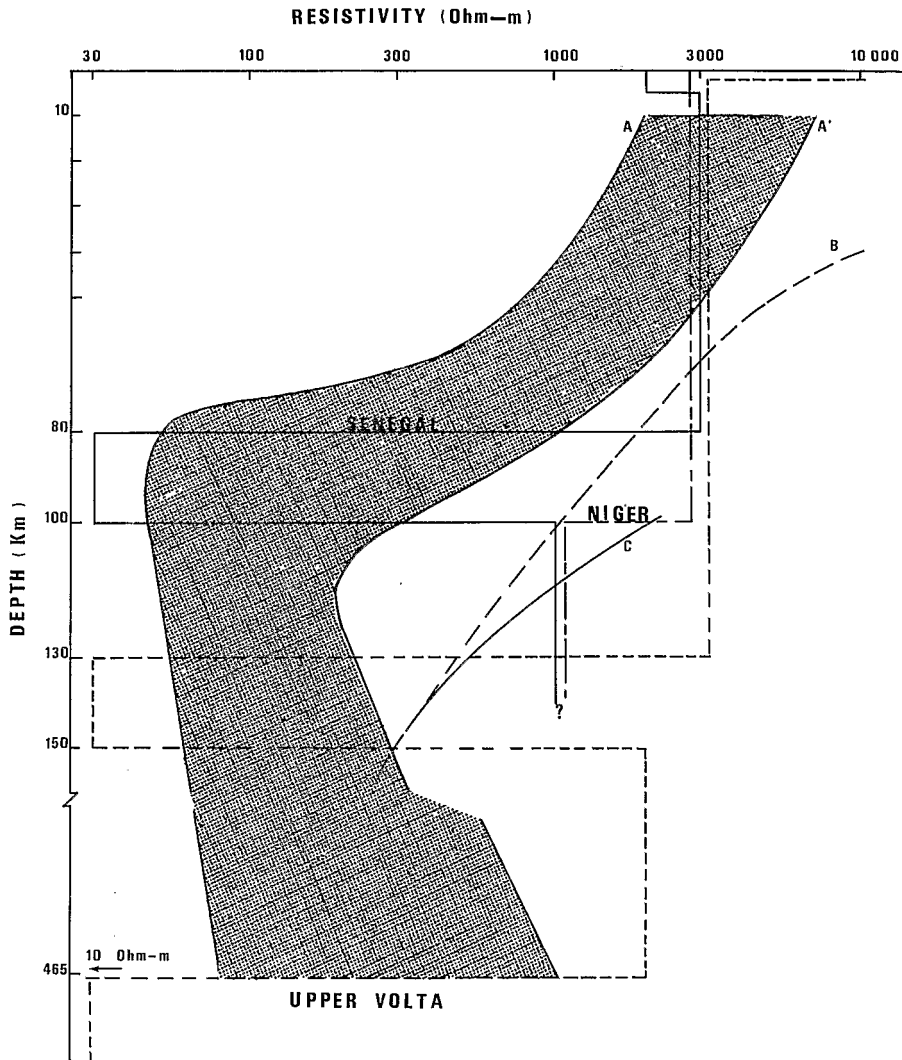 RESISTIVITY (Ohm—m)
30 100 300 1000 3000 10 000
10
A A'
B
SENEGAL
80
100
NIGER
C
DEPTH (Km)
130
?
150
10 Ohm-m
465
UPPER VOLTA